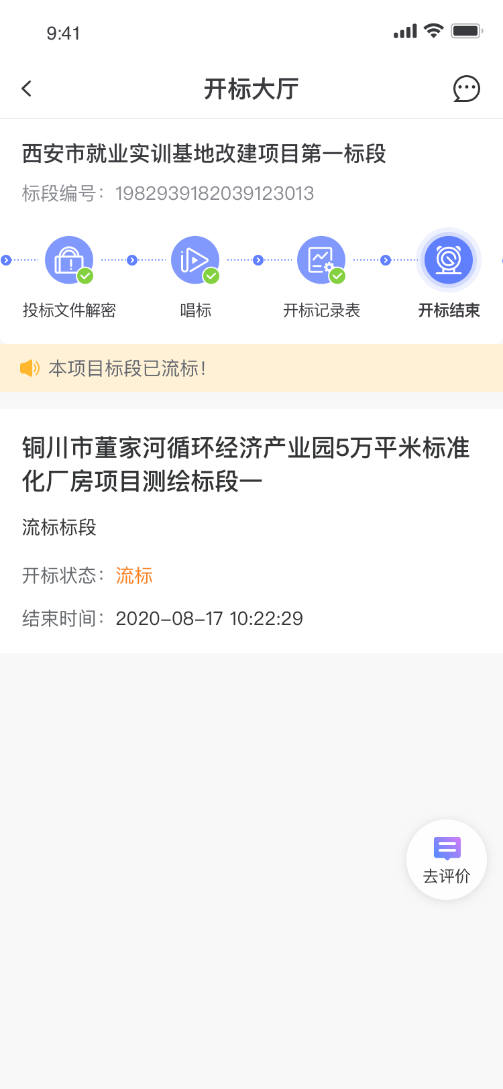 9:41
开标大厅
西安市就业实训基地改建项目第一标段
标段编号：1982939182039123013
投标文件解密
唱标
开标记录表
开标结束
本项目标段已流标！
铜川市董家河循环经济产业园5万平米标准
化厂房项目测绘标段一
流标标段
开标状态：流标
结束时间：2020-08-17 10:22:29
去评价